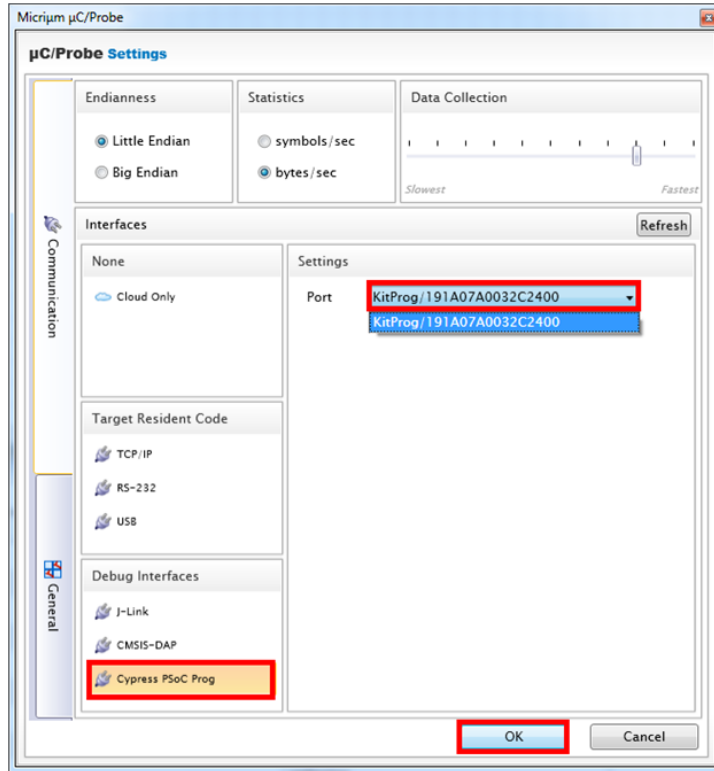 Micriµm µC/Probe
µC/Probe Settings
Endianness
Little Endian
Big Endian
Statistics
symbols/sec
bytes/sec
Data Collection
Slowest
Fastest
Communication
General
Interfaces
Refresh
None
Cloud Only
Target Resident Code
TCP/IP
RS-232
USB
Debug Interfaces
J-Link
CMSIS-DAP
Cypress PSoC Prog
Settings
Port
KitProg/191A07A0032C2400
KitProg/191A07A0032C2400
OK
Cancel